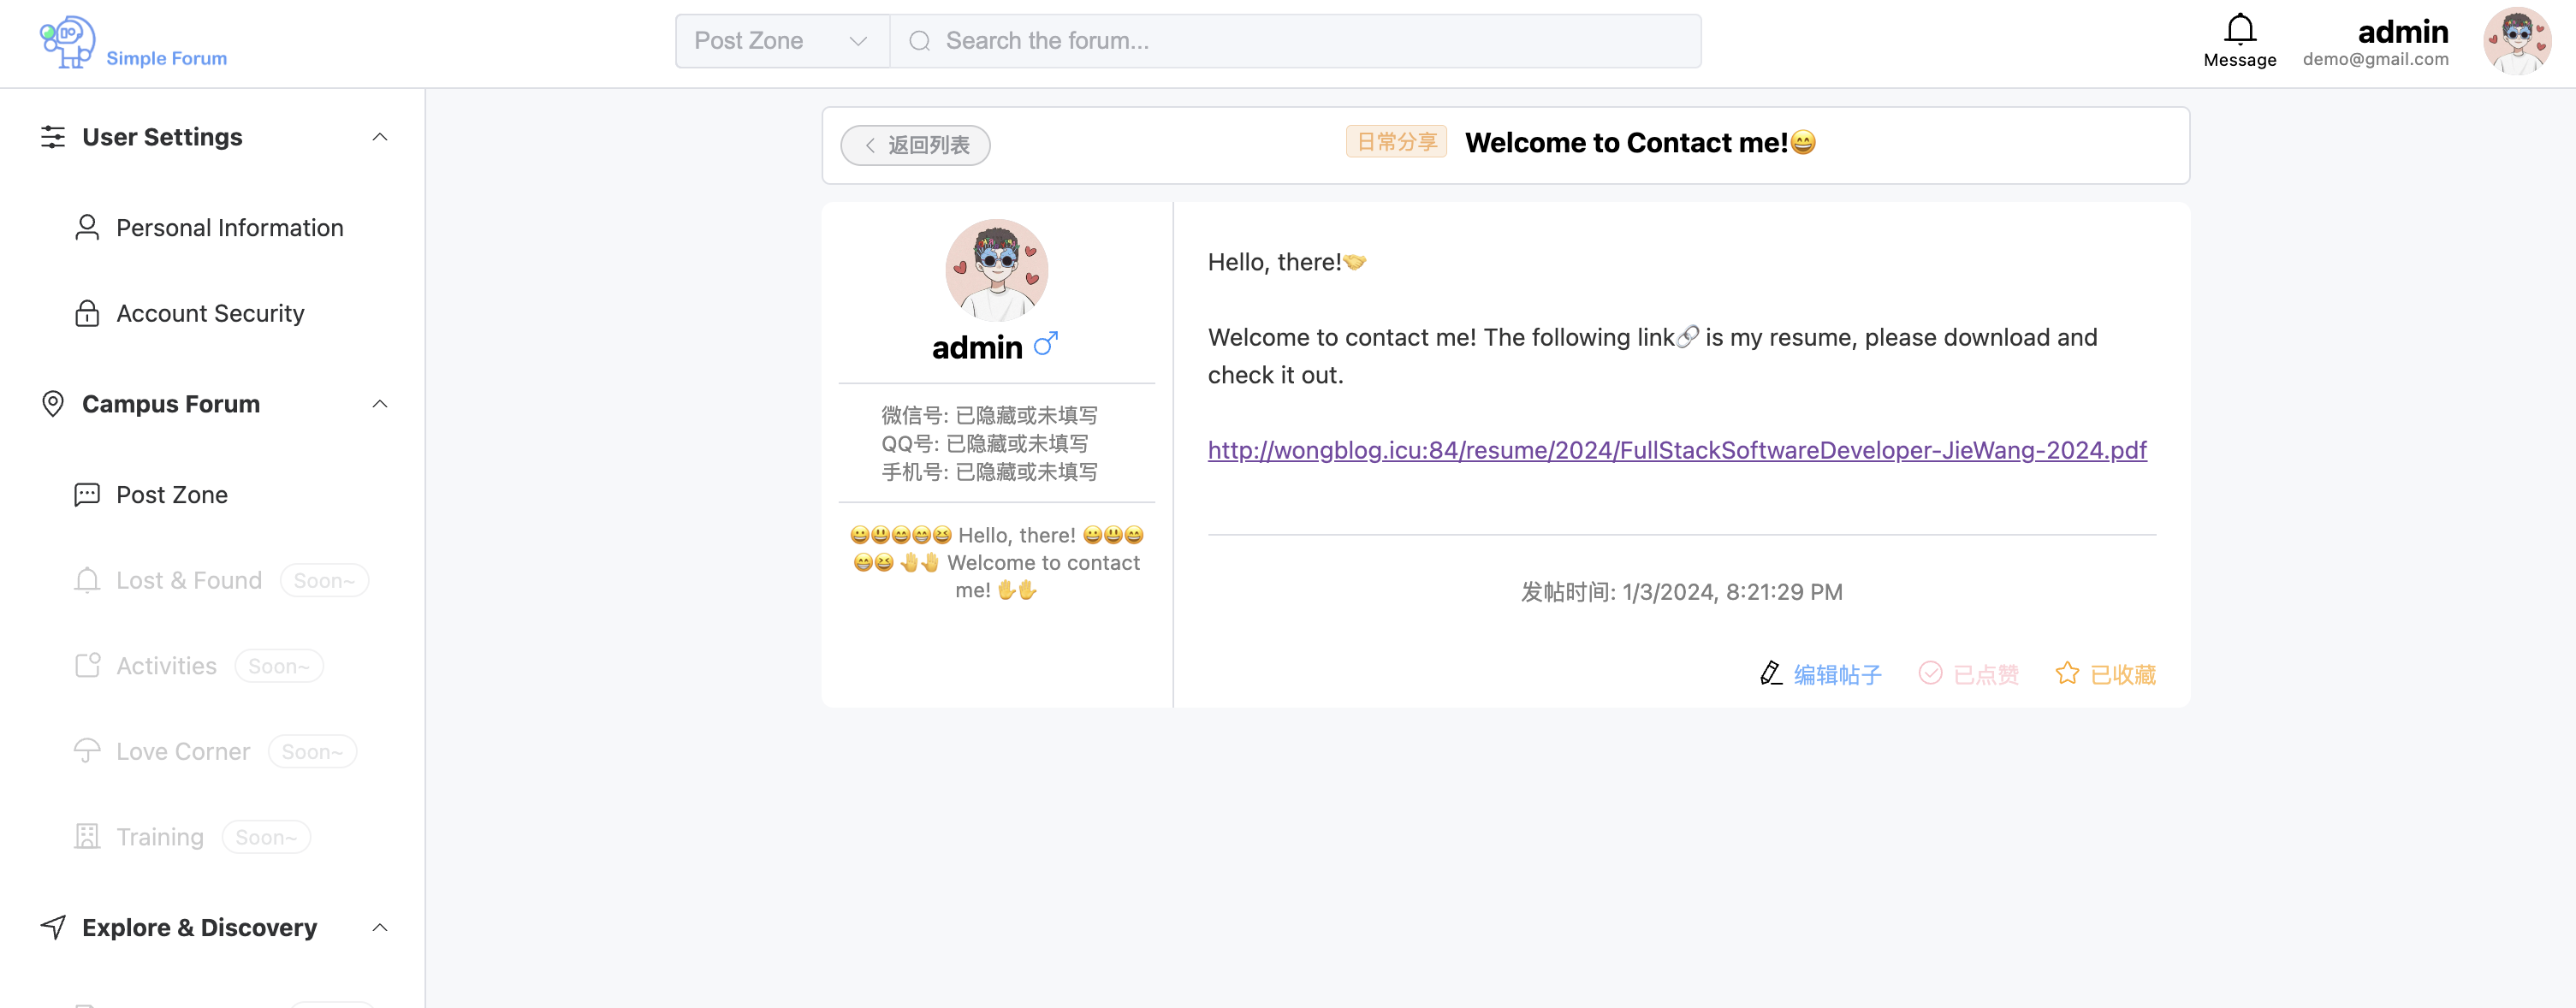 Simple Forum
Post Zone
Search the forum...
Message
admin
demo@gmail.com
User Settings
Personal Information
Account Security
Campus Forum
Post Zone
Lost & Found Soon~
Activities Soon~
Love Corner Soon~
Training Soon~
Explore & Discovery
返回列表
日常分享 Welcome to Contact me!😄
admin ♂
微信号: 已隐藏或未填写
QQ号: 已隐藏或未填写
手机号: 已隐藏或未填写
😀😃😄😁😆 Hello, there! 😀😃😄
😁😆 🤚🤚 Welcome to contact
me! ✋✋
Hello, there!🤝
Welcome to contact me! The following link🔗 is my resume, please download and
check it out.
http://wongblog.icu:84/resume/2024/FullStackSoftwareDeveloper-JieWang-2024.pdf
发帖时间: 1/3/2024, 8:21:29 PM
编辑帖子 已点赞 已收藏